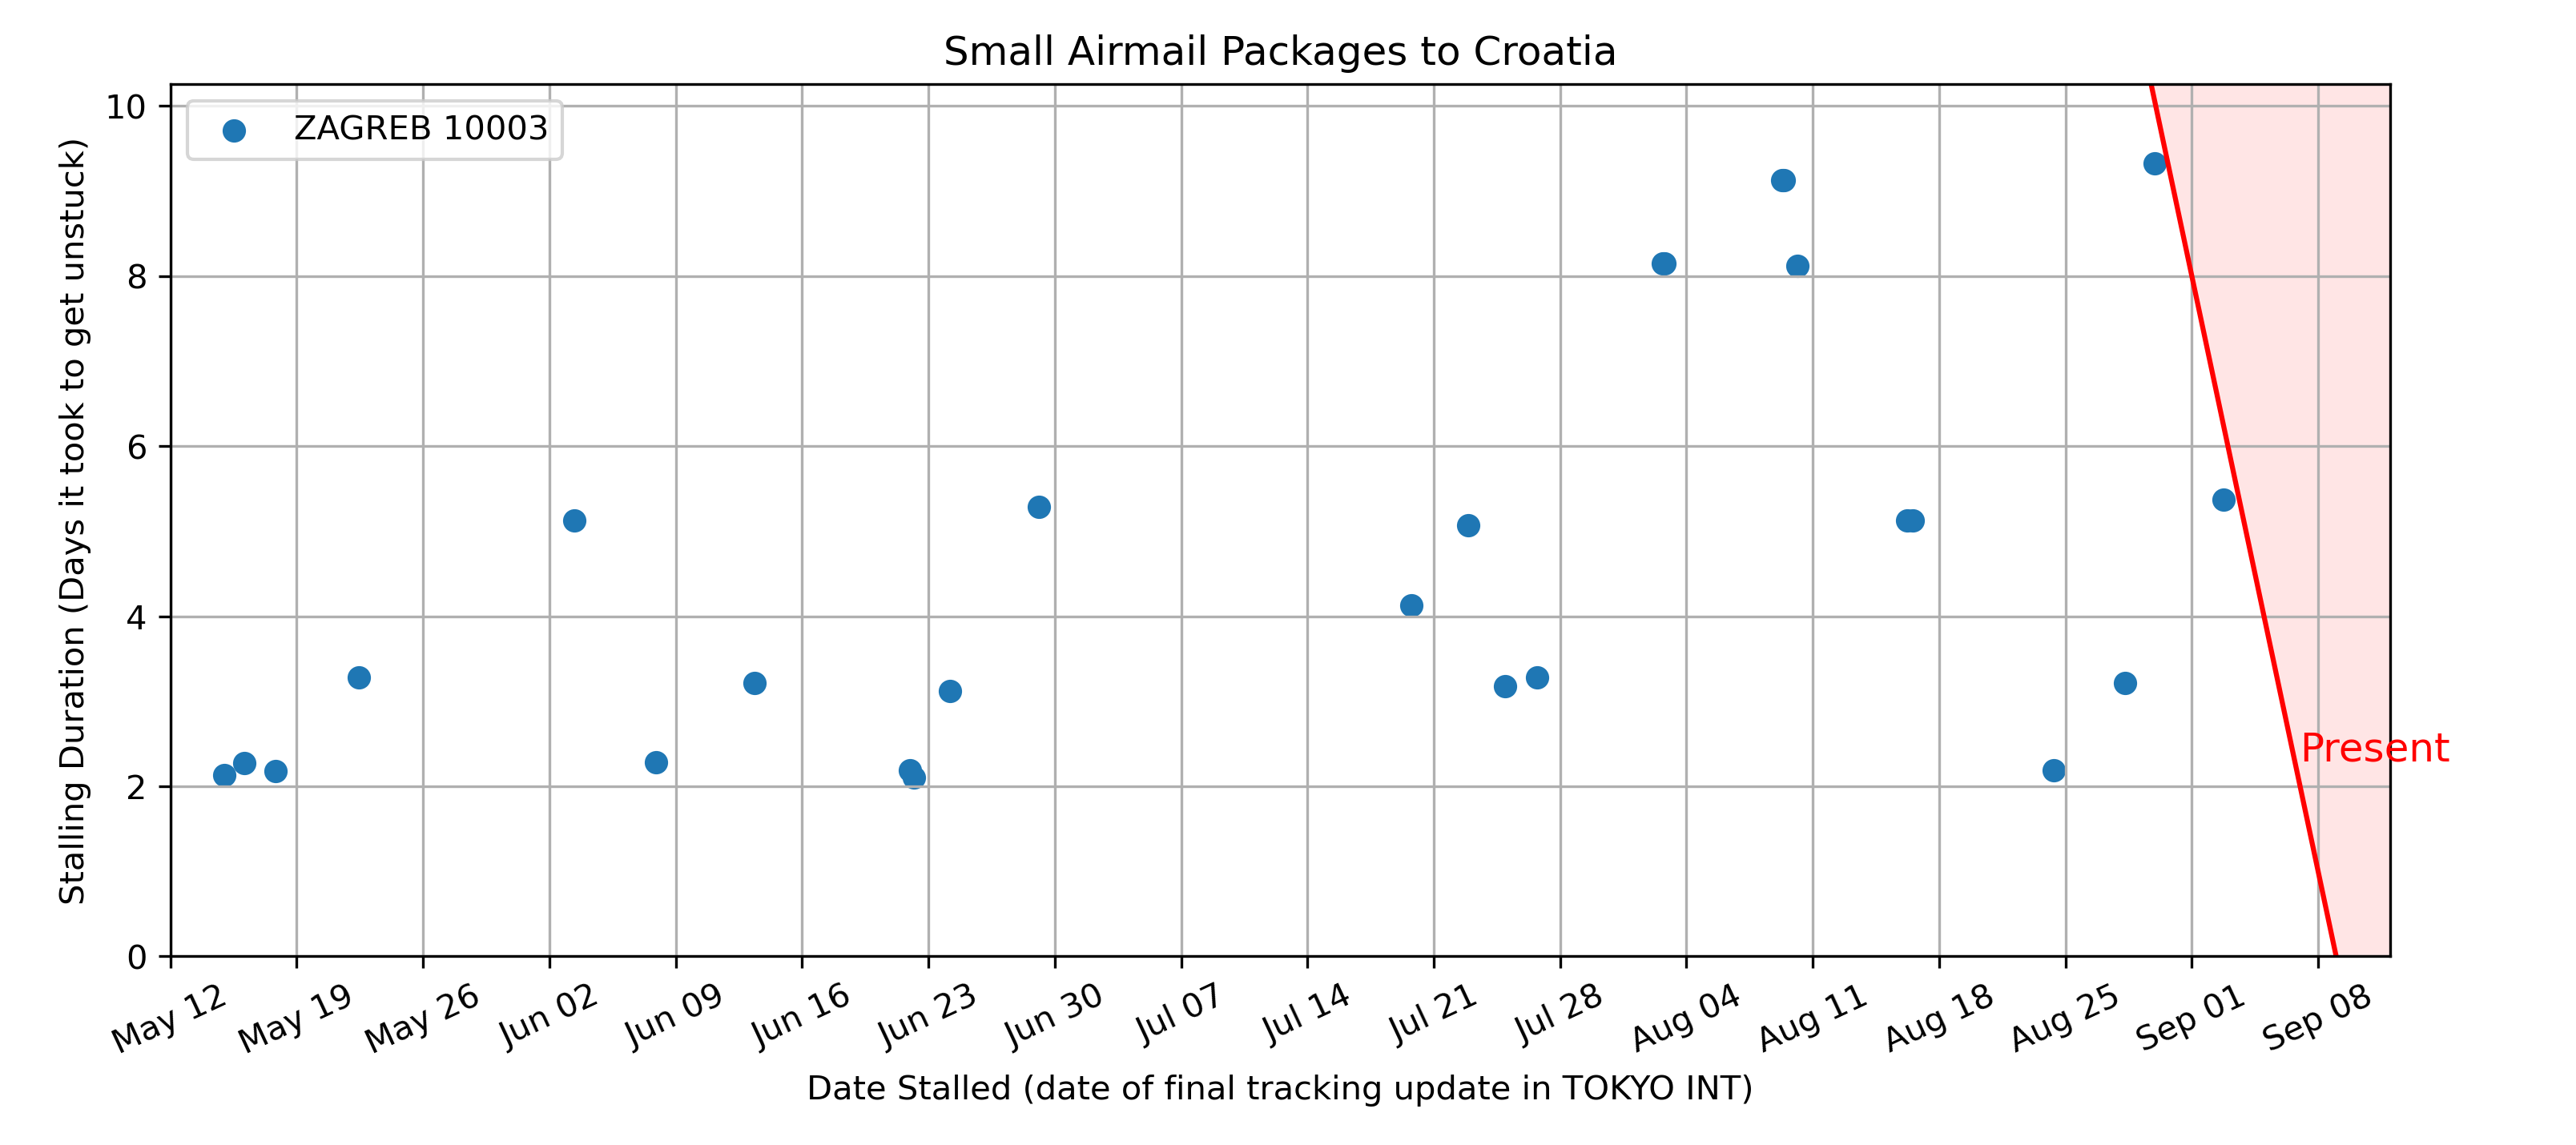 Small Airmail Packages to Croatia
ZAGREB 10003
Stalling Duration (Days it took to get unstuck)
10
8
6
4
2
0
Present
May 12 May 19 May 26 Jun 02 Jun 09 Jun 16 Jun 23 Jun 30 Jul 07 Jul 14 Jul 21 Jul 28 Aug 04 Aug 11 Aug 18 Aug 25 Sep 01 Sep 08
Date Stalled (date of final tracking update in TOKYO INT)